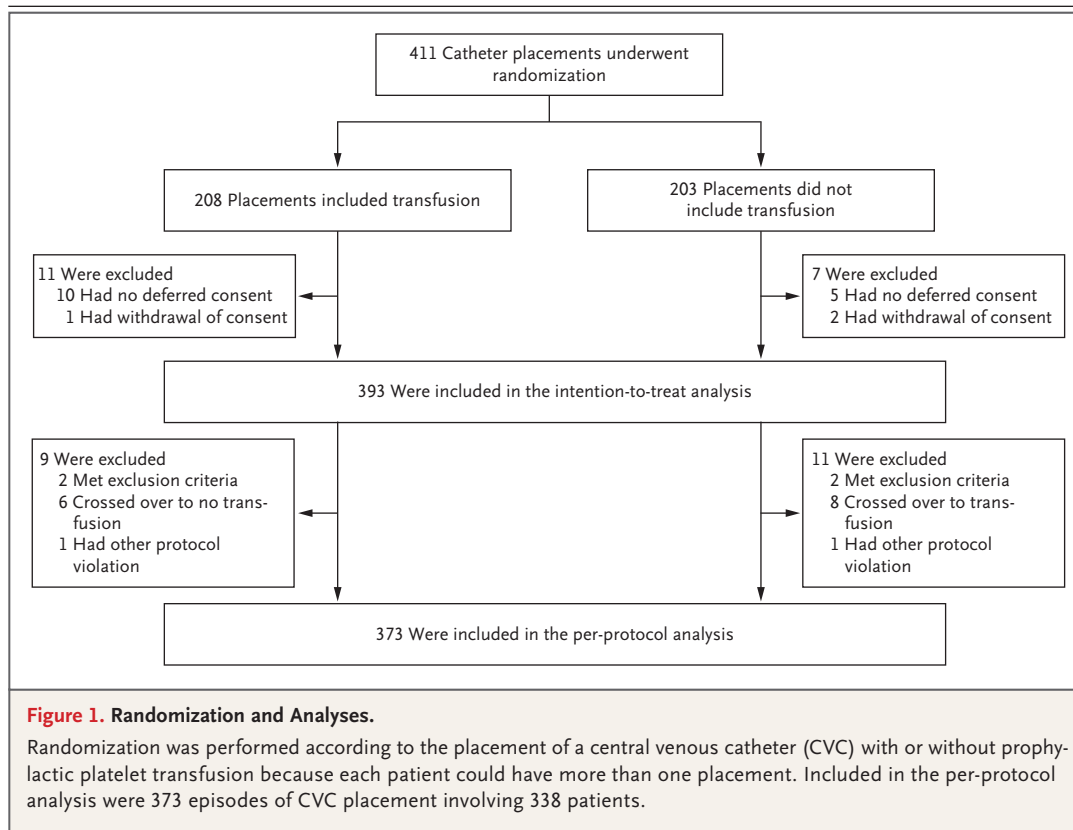 411 Catheter placements underwent
randomization
208 Placements included transfusion
203 Placements did not
include transfusion
11 Were excluded
10 Had no deferred consent
1 Had withdrawal of consent
7 Were excluded
5 Had no deferred consent
2 Had withdrawal of consent
393 Were included in the intention-to-treat analysis
9 Were excluded
2 Met exclusion criteria
6 Crossed over to no trans-
fusion
1 Had other protocol
violation
11 Were excluded
2 Met exclusion criteria
8 Crossed over to trans-
fusion
1 Had other protocol
violation
373 Were included in the per-protocol analysis
Figure 1. Randomization and Analyses.
Randomization was performed according to the placement of a central venous catheter (CVC) with or without prophy-
lactic platelet transfusion because each patient could have more than one placement. Included in the per-protocol
analysis were 373 episodes of CVC placement involving 338 patients.